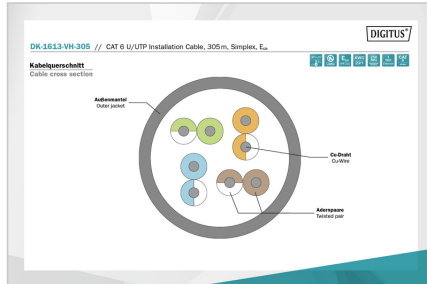 DIGITUS®
DK-1613-VH-305 // CAT 6 U/UTP Installation Cable, 305 m, Simplex, Eca
Kabelquerschnitt
Cable cross section
Außenmantel
Outer jacket
Cu-Draht
Cu-Wire
Adernpaare
Twisted pair